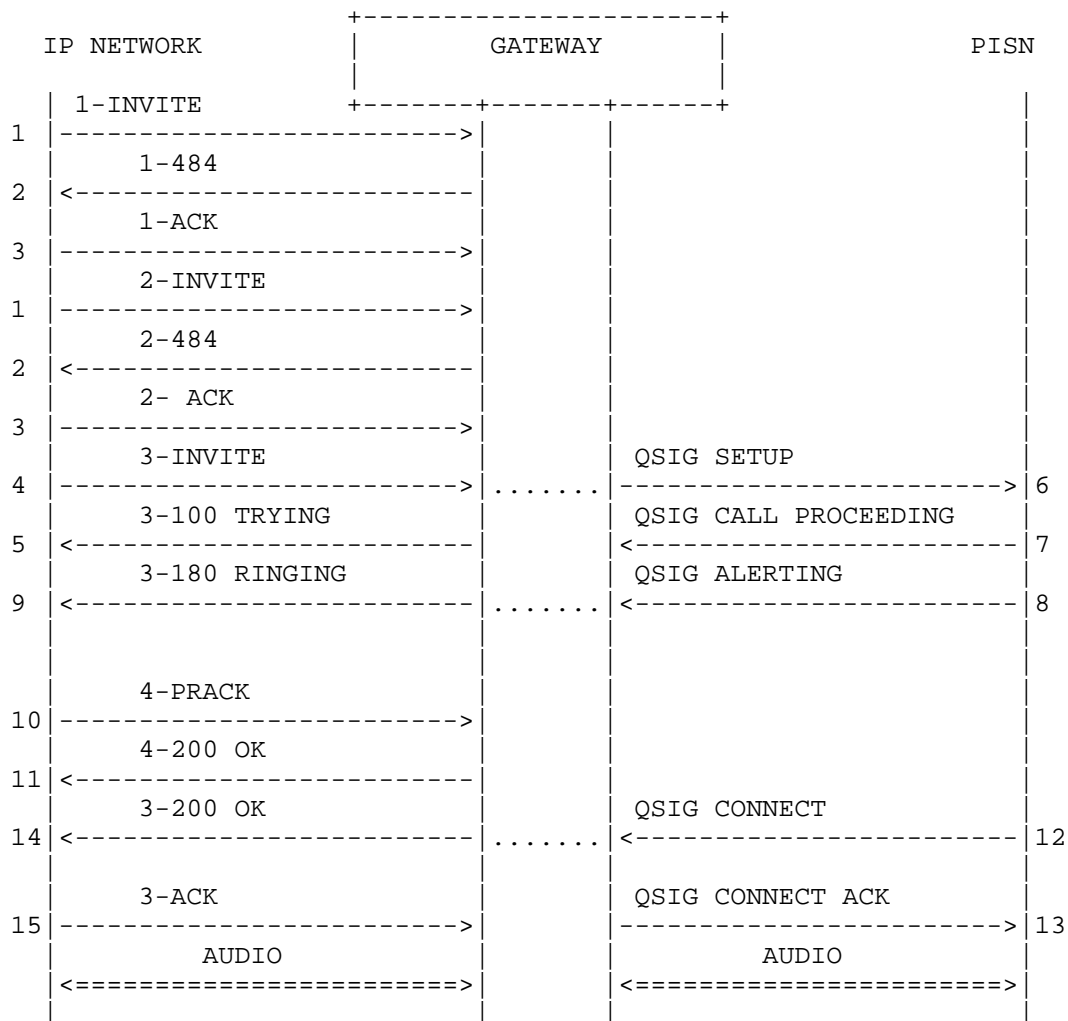 IP NETWORK GATEWAY PISN
1-INVITE
1
1-484
2
1-ACK
3
2-INVITE
1
2-484
2
2- ACK
3
3-INVITE QSIG SETUP
4 ....... 6
3-100 TRYING QSIG CALL PROCEEDING
5 7
3-180 RINGING QSIG ALERTING
9 ....... 8
4-PRACK
10
4-200 OK
11
3-200 OK QSIG CONNECT
14 ....... 12
3-ACK QSIG CONNECT ACK
15 13
AUDIO AUDIO